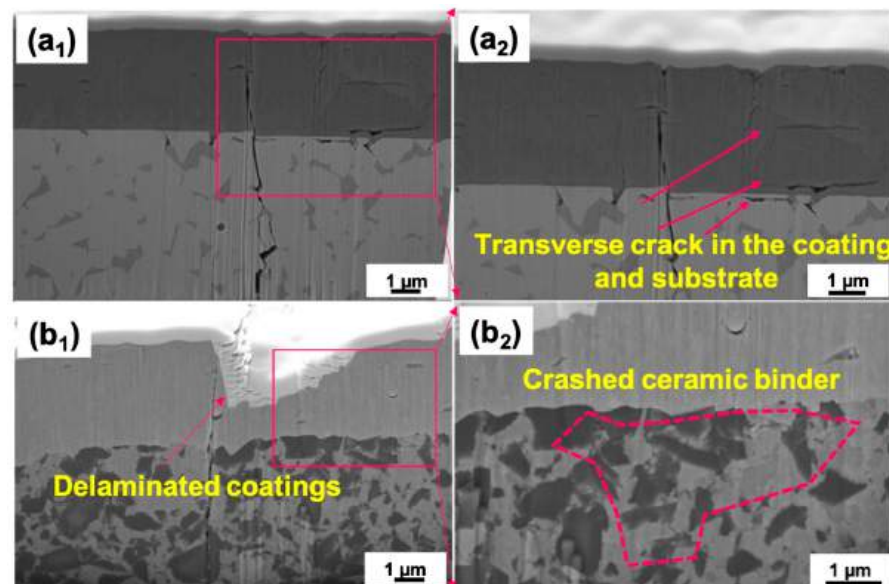 (a₁)
(a₂)
Transverse crack in the coating
and substrate
1 µm
1 µm
(b₁)
(b₂)
Crashed ceramic binder
Delaminated coatings
1 µm
1 µm